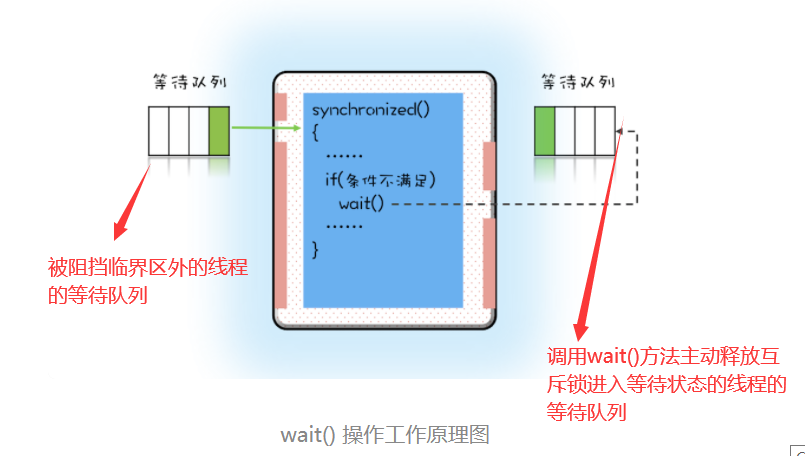 等待队列
等待队列
synchronized()
{
......
if(条件不满足)
wait()
......
}
被阻挡临界区外的线程
的等待队列
调用wait()方法主动释放互
斥锁进入等待状态的线程的
等待队列
wait() 操作工作原理图